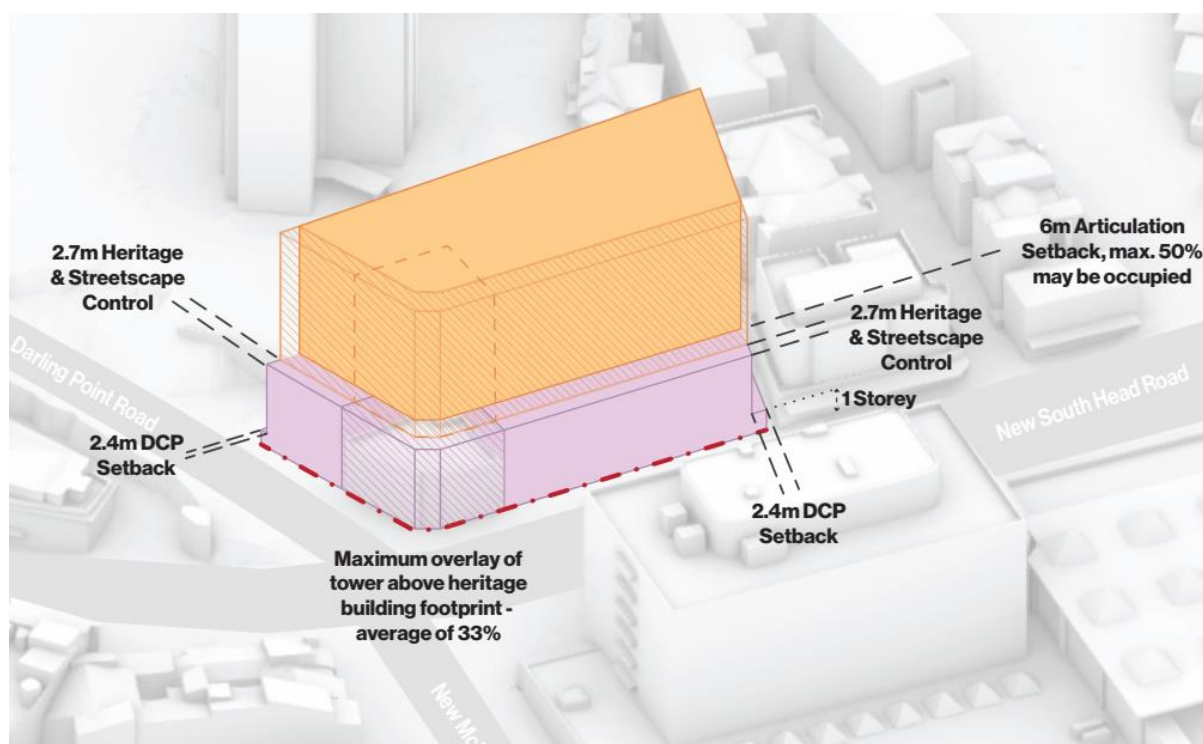 2.7m Heritage
& Streetscape
Control
6m Articulation
Setback, max. 50%
may be occupied
2.7m Heritage
& Streetscape
Control
1 Storey
Darling Point Road
New South Head Road
2.4m DCP
Setback
2.4m DCP
Setback
Maximum overlay of
tower above heritage
building footprint -
average of 33%
New